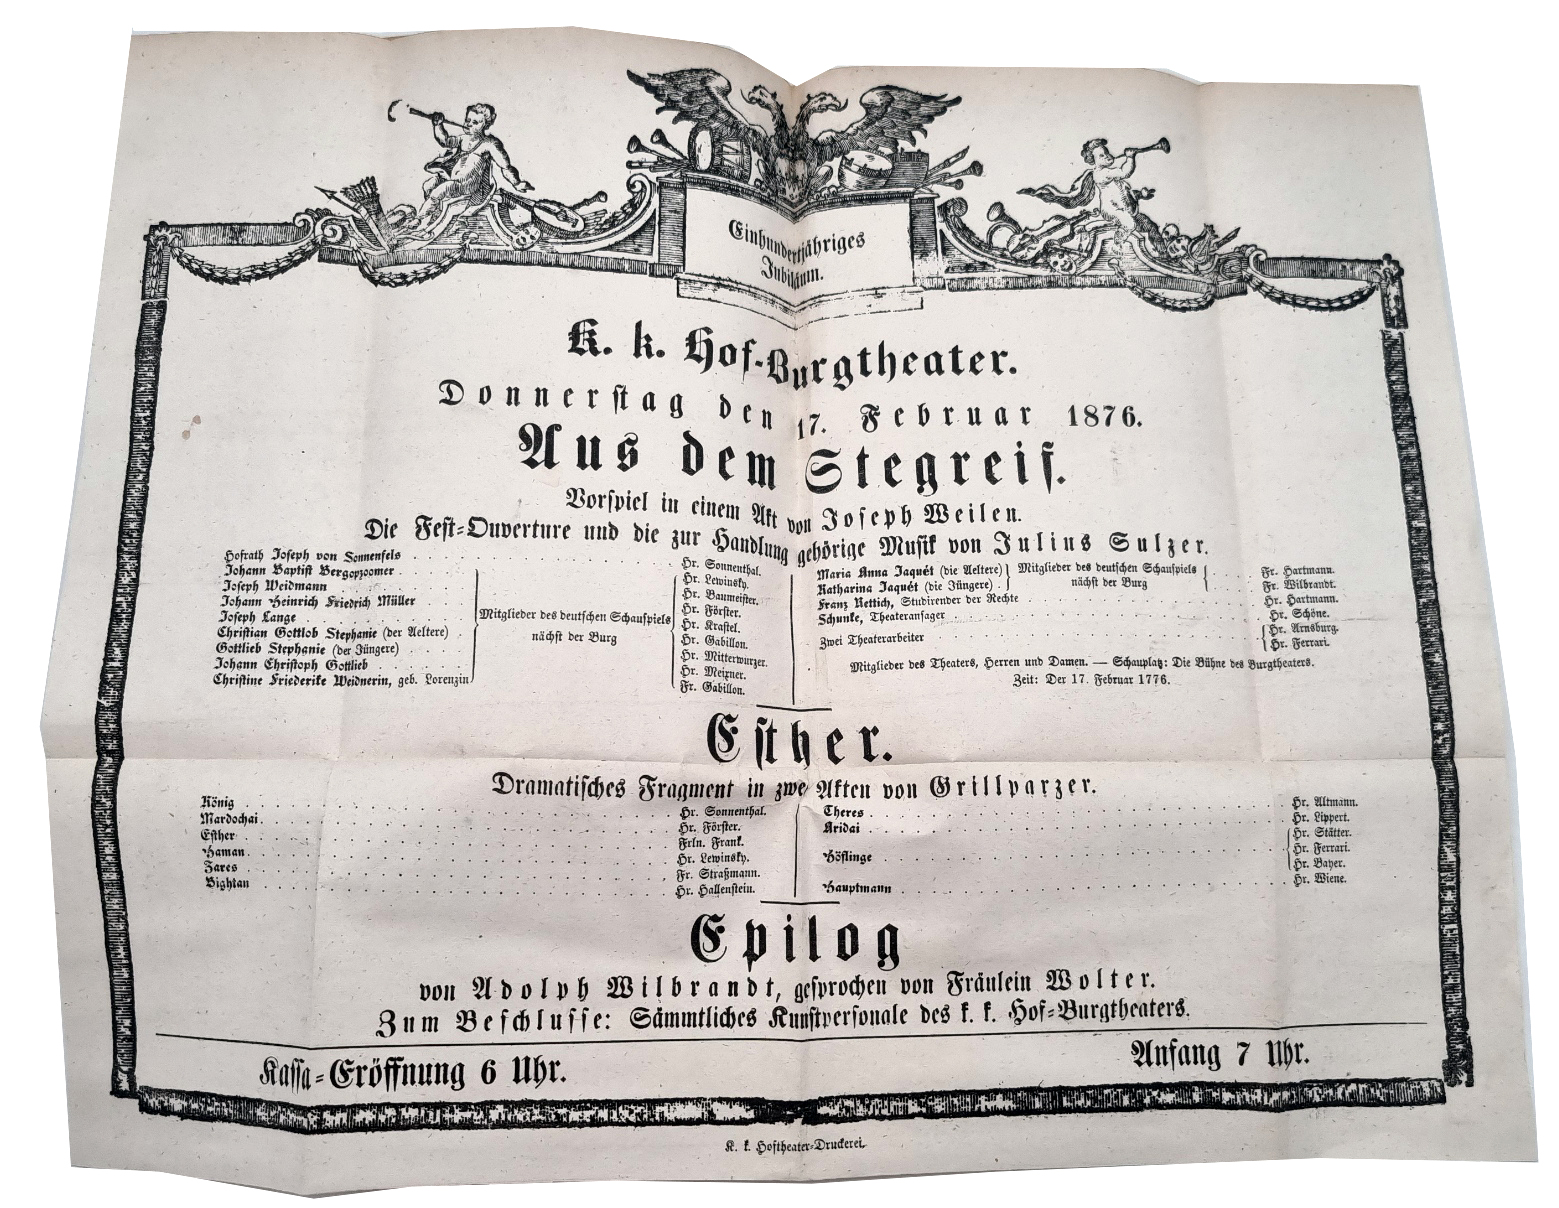 Einhundertjähriges
Jubiläum.
K. k. Hof-Burgtheater.
Donnerstag den 17. Februar 1876.
Aus dem Stegreif.
Vorspiel in einem Akt von Joseph Weilen.
Die Fest-Ouverture und die zur Handlung gehörige Musik von Julius Sulzer.
Hofrath Joseph von Sonnenfels . . . Hr. Sonnenthal.
Johann Baptist Bergopzoomer . . . Hr. Lewinsky.
Joseph Weidmann . . . Hr. Baumeister.
Johann Heinrich Friedrich Müller . . . Hr. Förster.
Joseph Lange . . . Hr. Krastel.
Christian Gottlob Stephanie (der Aeltere) . . . Hr. Gabillon.
Gottlieb Stephanie (der Jüngere) . . . Hr. Mitterwurzer.
Johann Christoph Gottlieb . . . Hr. Meixner.
Christine Friederike Weidnerin, geb. Lorenzin Fr. Gabillon.
Mitglieder des deutschen Schauspiels
nächst der Burg
Maria Anna Jaquét (die Aeltere) Mitglieder des deutschen Schauspiels . . . Fr. Hartmann.
Katharina Jaquét (die Jüngere) . nächst der Burg . . . Fr. Wilbrandt.
Franz Rettich, Studirender der Rechte . . . Hr. Hartmann.
Schunke, Theateransager . . . Hr. Schöne.
Zwei Theaterarbeiter . . . Hr. Arnsburg.
Hr. Ferrari.
Mitglieder des Theaters, Herren und Damen. — Schauplatz: Die Bühne des Burgtheaters.
Zeit: Der 17. Februar 1776.
Esther.
Dramatisches Fragment in zwei Akten von Grillparzer.
König . . . Hr. Sonnenthal.
Mardochai . . . Hr. Förster.
Esther . . . Frln. Frank.
Haman . . . Hr. Lewinsky.
Zares . . . Fr. Straßmann.
Bightan . . . Hr. Hallenstein.
Theres . . . Hr. Altmann.
Aridai . . . Hr. Lippert.
Höflinge . . . Hr. Stätter.
Hr. Ferrari.
Hr. Bayer.
Hauptmann . . . Hr. Wiene.
Epilog
von Adolph Wilbrandt, gesprochen von Fräulein Wolter.
Zum Beschlusse: Sämmtliches Kunstpersonale des k. k. Hof-Burgtheaters.
Kassa-Eröffnung 6 Uhr. Anfang 7 Uhr.
K. k. Hoftheater-Druckerei.